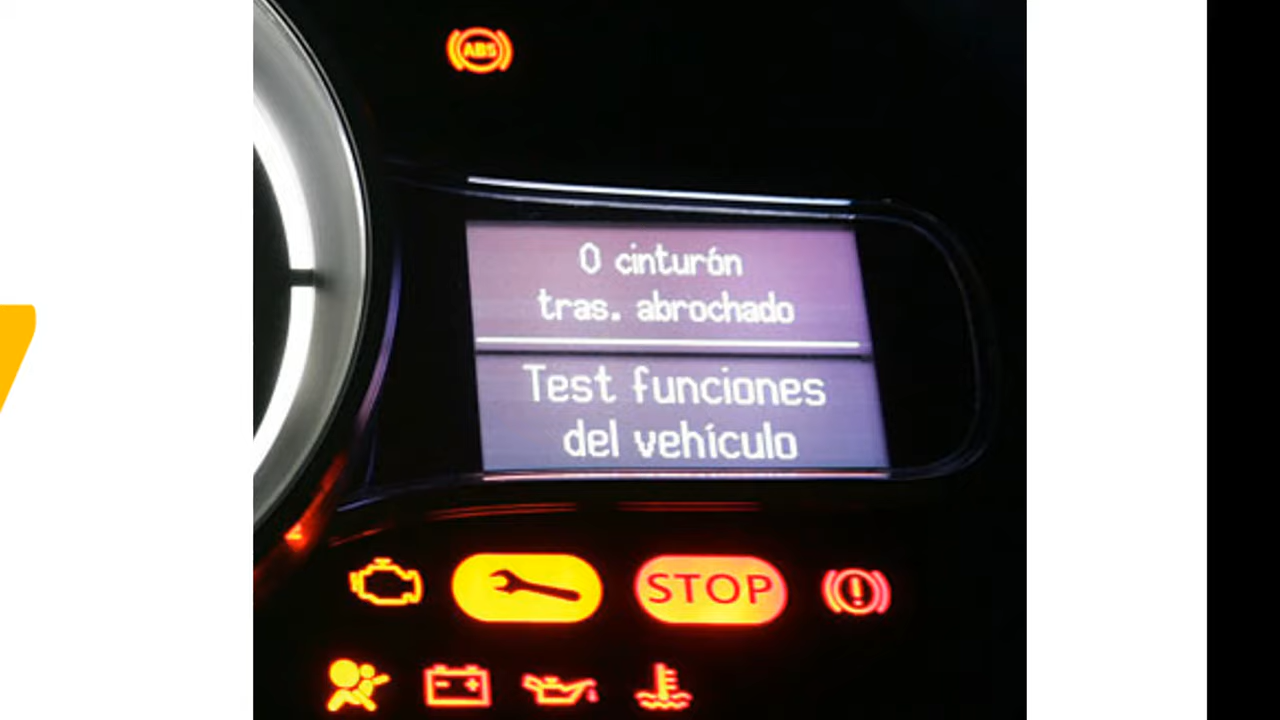 ABS
0 cinturón
tras. abrochado
Test funciones
del vehículo
STOP